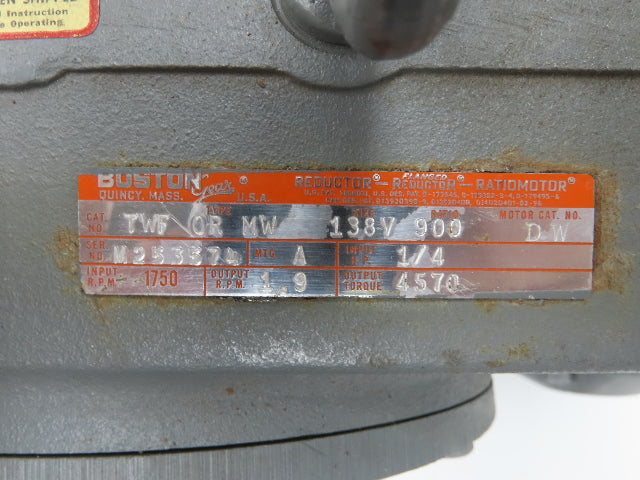 l Instruction
e Operating.
BOSTON Gear®
QUINCY, MASS. U.S.A.
REDUCTOR® — FLANGED REDUCTOR — RATIOMOTOR®
CAT. NO TWF OR MW 138V 900 MOTOR CAT. NO. D.W
SER NO M253574 MTG. A INPUT H.P. 1/4
INPUT R.P.M. 1750 OUTPUT R.P.M. 1.9 OUTPUT TORQUE 4570